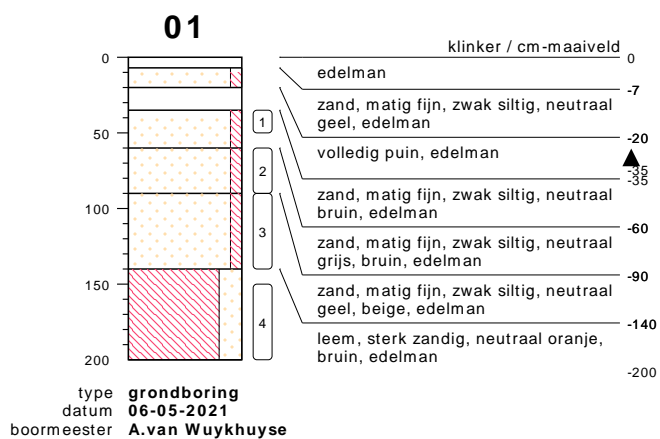 01
klinker / cm-maaiveld
0
0
edelman
-7
zand, matig fijn, zwak siltig, neutraal
geel, edelman
-20
volledig puin, edelman
-35
-35
zand, matig fijn, zwak siltig, neutraal
bruin, edelman
-60
zand, matig fijn, zwak siltig, neutraal
grijs, bruin, edelman
-90
zand, matig fijn, zwak siltig, neutraal
geel, beige, edelman
-140
leem, sterk zandig, neutraal oranje,
bruin, edelman
-200
50
100
150
200
1
2
3
4
type grondboring
datum 06-05-2021
boormeester A.van Wuykhuyse